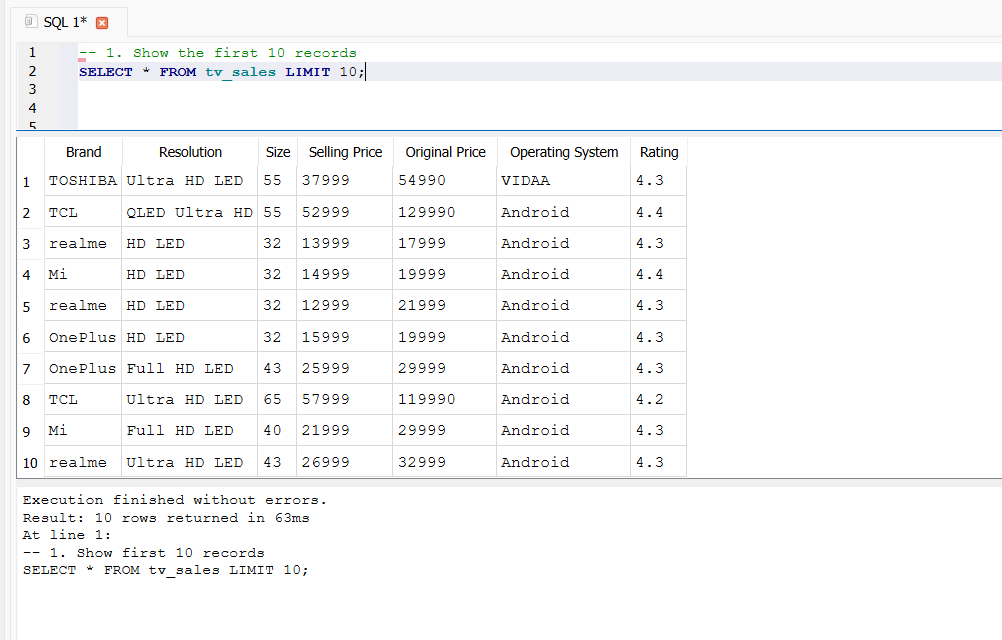 SQL 1*
1 -- 1. Show the first 10 records
2 SELECT * FROM tv_sales LIMIT 10;
3
4
5
Brand Resolution Size Selling Price Original Price Operating System Rating
1 TOSHIBA Ultra HD LED 55 37999 54990 VIDAA 4.3
2 TCL QLED Ultra HD 55 52999 129990 Android 4.4
3 realme HD LED 32 13999 17999 Android 4.3
4 Mi HD LED 32 14999 19999 Android 4.4
5 realme HD LED 32 12999 21999 Android 4.3
6 OnePlus HD LED 32 15999 19999 Android 4.3
7 OnePlus Full HD LED 43 25999 29999 Android 4.3
8 TCL Ultra HD LED 65 57999 119990 Android 4.2
9 Mi Full HD LED 40 21999 29999 Android 4.3
10 realme Ultra HD LED 43 26999 32999 Android 4.3
Execution finished without errors.
Result: 10 rows returned in 63ms
At line 1:
-- 1. Show first 10 records
SELECT * FROM tv_sales LIMIT 10;